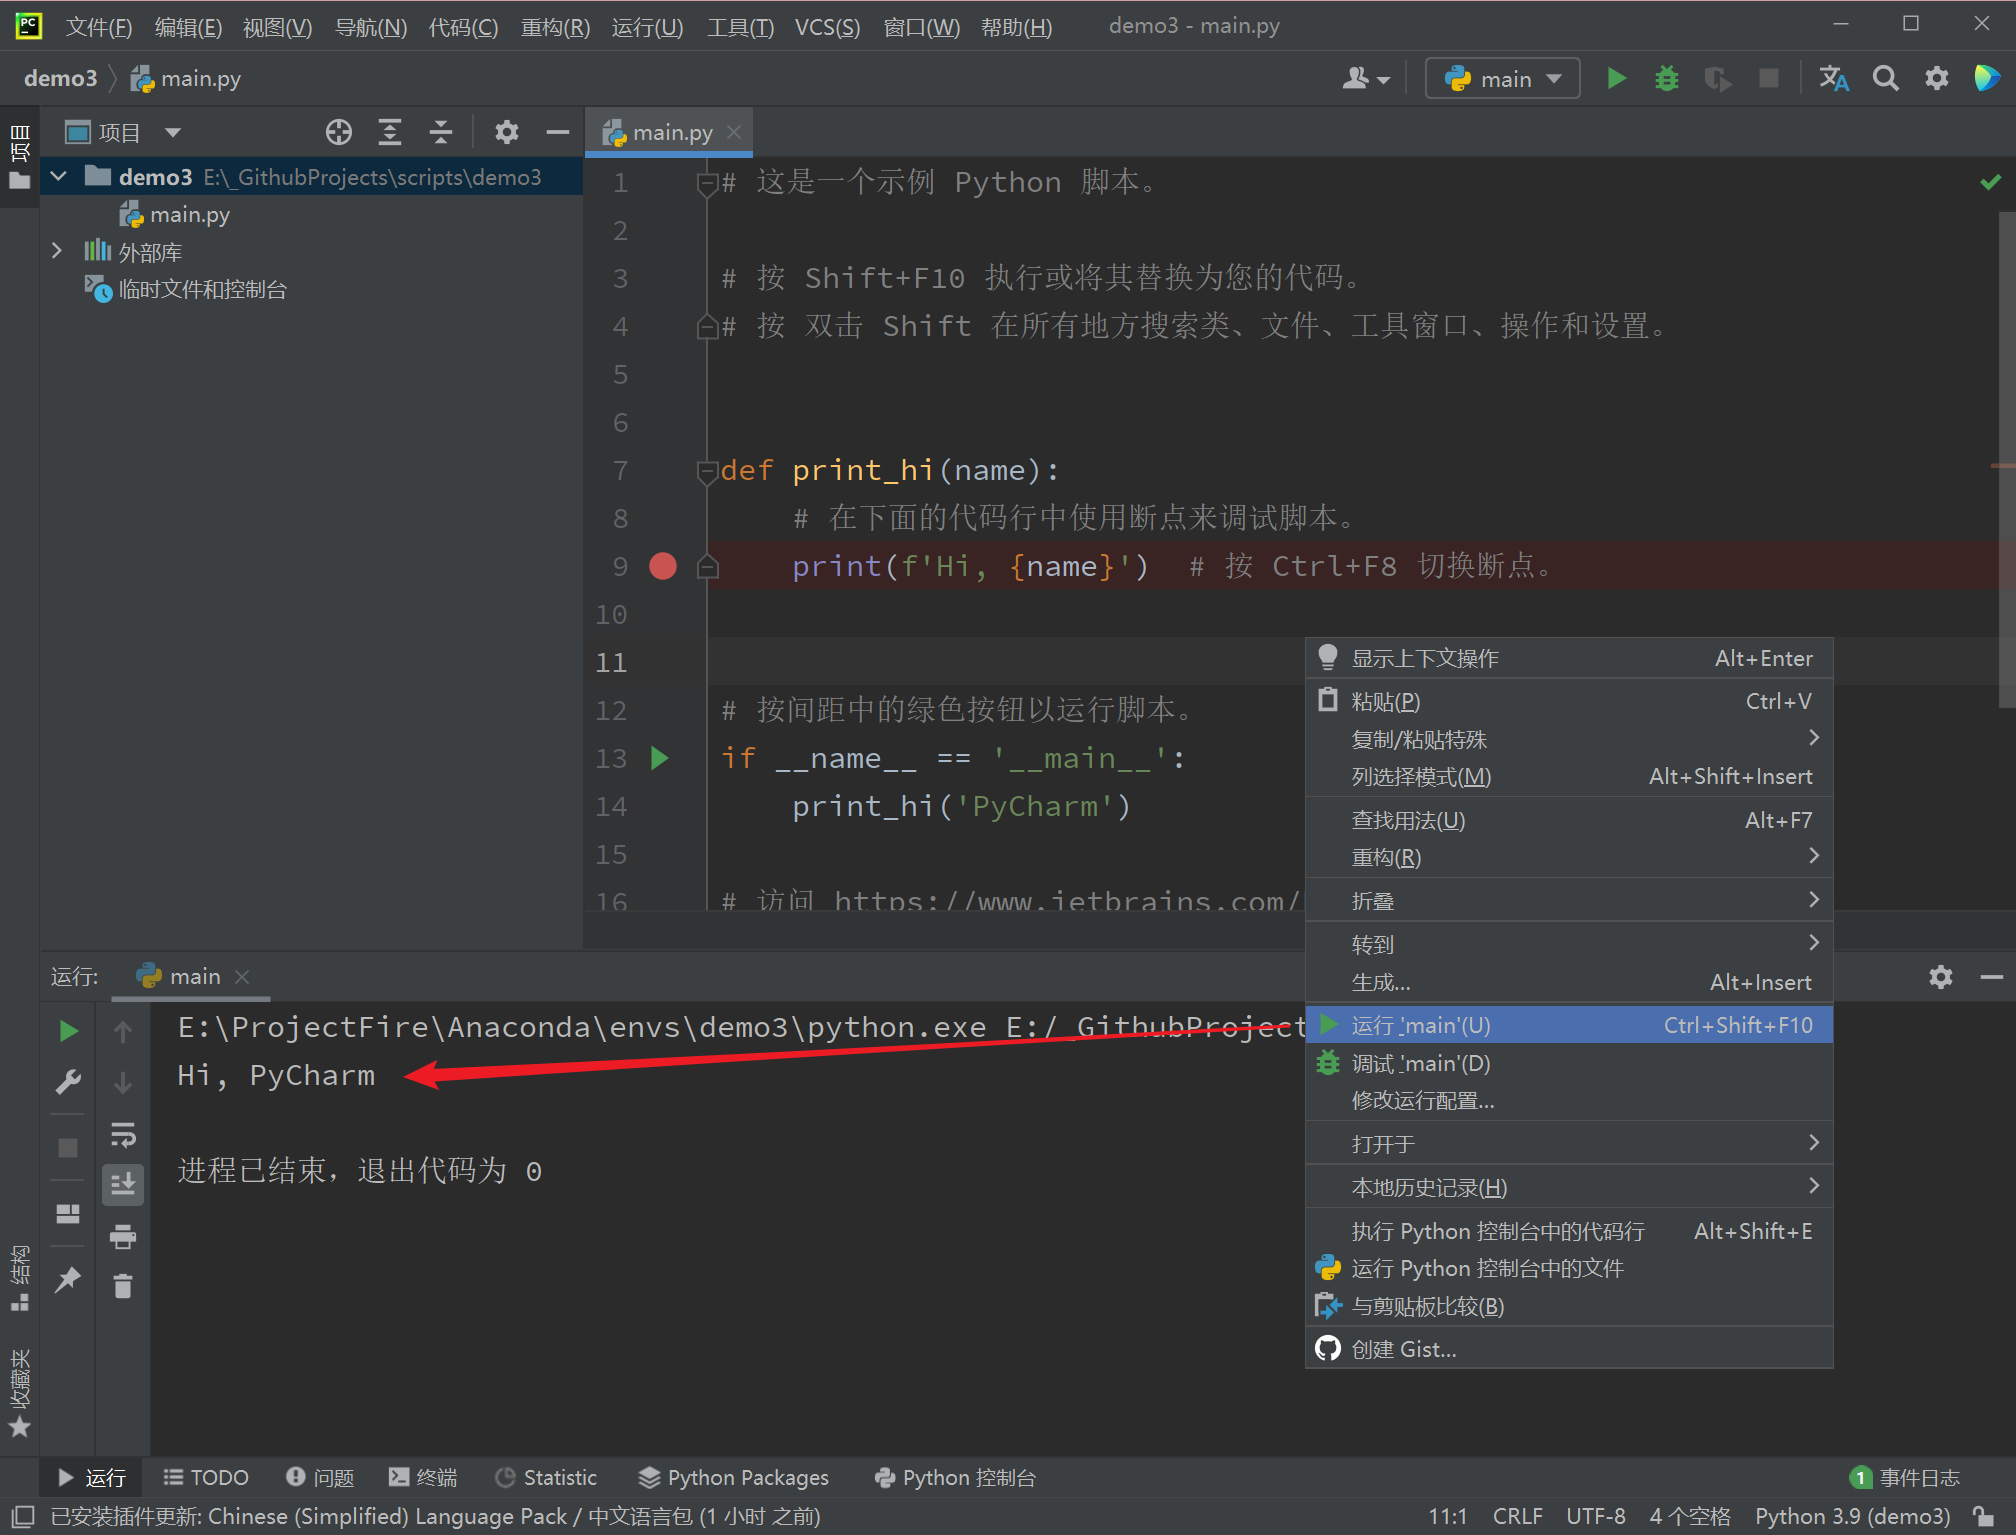 文件(F) 编辑(E) 视图(V) 导航(N) 代码(C) 重构(R) 运行(U) 工具(T) VCS(S) 窗口(W) 帮助(H) demo3 - main.py
demo3 main.py
main
项目
项目
main.py
demo3 E:\_GithubProjects\scripts\demo3
main.py
外部库
临时文件和控制台
1 # 这是一个示例 Python 脚本。
2
3 # 按 Shift+F10 执行或将其替换为您的代码。
4 # 按 双击 Shift 在所有地方搜索类、文件、工具窗口、操作和设置。
5
6
7 def print_hi(name):
8 # 在下面的代码行中使用断点来调试脚本。
9 print(f'Hi, {name}') # 按 Ctrl+F8 切换断点。
10
11
12 # 按间距中的绿色按钮以运行脚本。
13 if __name__ == '__main__':
14 print_hi('PyCharm')
15
16 # 访问 https://www.jetbrains.com/
显示上下文操作 Alt+Enter
粘贴(P) Ctrl+V
复制/粘贴特殊
列选择模式(M) Alt+Shift+Insert
查找用法(U) Alt+F7
重构(R)
折叠
转到
生成... Alt+Insert
运行 'main'(U) Ctrl+Shift+F10
调试 'main'(D)
修改运行配置...
打开于
本地历史记录(H)
执行 Python 控制台中的代码行 Alt+Shift+E
运行 Python 控制台中的文件
与剪贴板比较(B)
创建 Gist...
运行: main
E:\ProjectFire\Anaconda\envs\demo3\python.exe E:/_GithubProject
Hi, PyCharm
进程已结束，退出代码为 0
结构
收藏夹
运行 TODO 问题 终端 Statistic Python Packages Python 控制台 1 事件日志
已安装插件更新: Chinese (Simplified) Language Pack / 中文语言包 (1 小时 之前) 11:1 CRLF UTF-8 4 个空格 Python 3.9 (demo3)